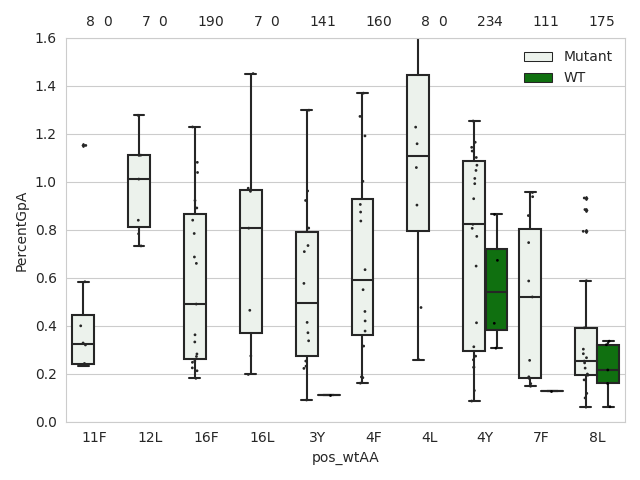 8 0 7 0 190 7 0 141 160 8 0 234 111 175
1.6
Mutant
WT
1.4
1.2
1.0
0.8
0.6
0.4
0.2
0.0
PercentGpA
11F 12L 16F 16L 3Y 4F 4L 4Y 7F 8L
pos_wtAA